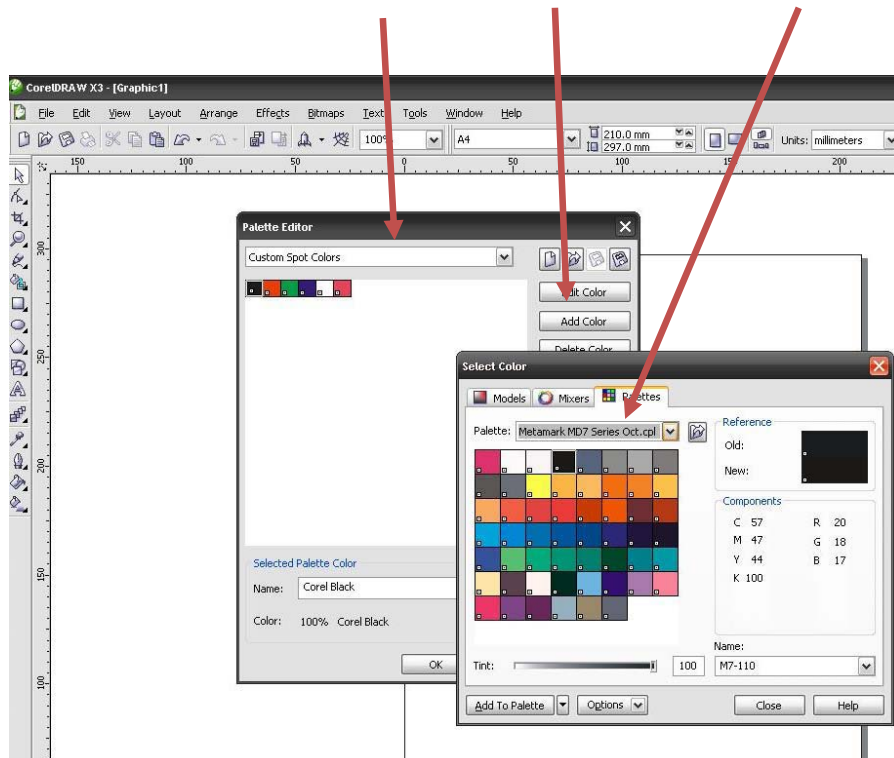 CorelDRAW X3 - [Graphic1]
File Edit View Layout Arrange Effects Bitmaps Text Tools Window Help
100% A4 210.0 mm 297.0 mm Units: millimeters
150 100 50 0 50 100 150 200
300
250
200
150
100
Palette Editor
Custom Spot Colors
Edit Color
Add Color
Delete Color
Selected Palette Color
Name: Corel Black
Color: 100% Corel Black
OK
Select Color
Models Mixers Palettes
Palette: Metamark MD7 Series Oct.cpl
Reference
Old:
New:
Components
C 57 R 20
M 47 G 18
Y 44 B 17
K 100
Name:
Tint: 100 M7-110
Add To Palette Options Close Help